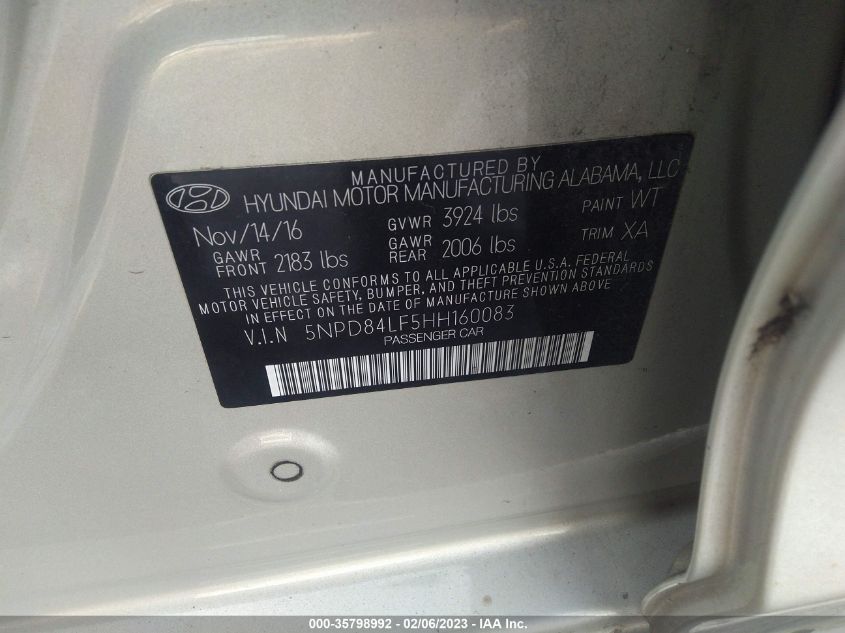 MANUFACTURED BY
HYUNDAI MOTOR MANUFACTURING ALABAMA, LLC
Nov/14/16 GVWR 3924 lbs PAINT WT
GAWR FRONT 2183 lbs GAWR REAR 2006 lbs TRIM XA
THIS VEHICLE CONFORMS TO ALL APPLICABLE U.S.A. FEDERAL
MOTOR VEHICLE SAFETY, BUMPER, AND THEFT PREVENTION STANDARDS
IN EFFECT ON THE DATE OF MANUFACTURE SHOWN ABOVE.
V.I.N 5NPD84LF5HH160083
PASSENGER CAR
000-35798992 - 02/06/2023 - © IAA Inc.